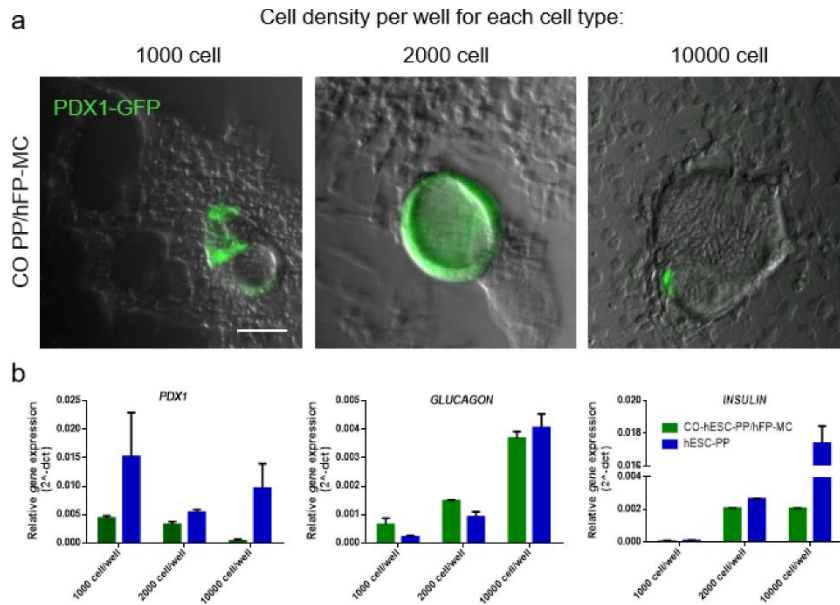 a
Cell density per well for each cell type:
1000 cell
2000 cell
10000 cell
CO PP/hFP-MC
PDX1-GFP
b
PDX1
Relative gene expression
(2^-dct)
0.025
0.020
0.015
0.010
0.005
0.000
1000 cell/well
2000 cell/well
10000 cell/well
GLUCAGON
Relative gene expression
(2^-dct)
0.005
0.004
0.003
0.002
0.001
0.000
1000 cell/well
2000 cell/well
10000 cell/well
INSULIN
Relative gene expression
(2^-dct)
0.020
0.018
0.016
0.004
0.002
0.000
CO-hESC-PP/hFP-MC
hESC-PP
1000 cell/well
2000 cell/well
10000 cell/well